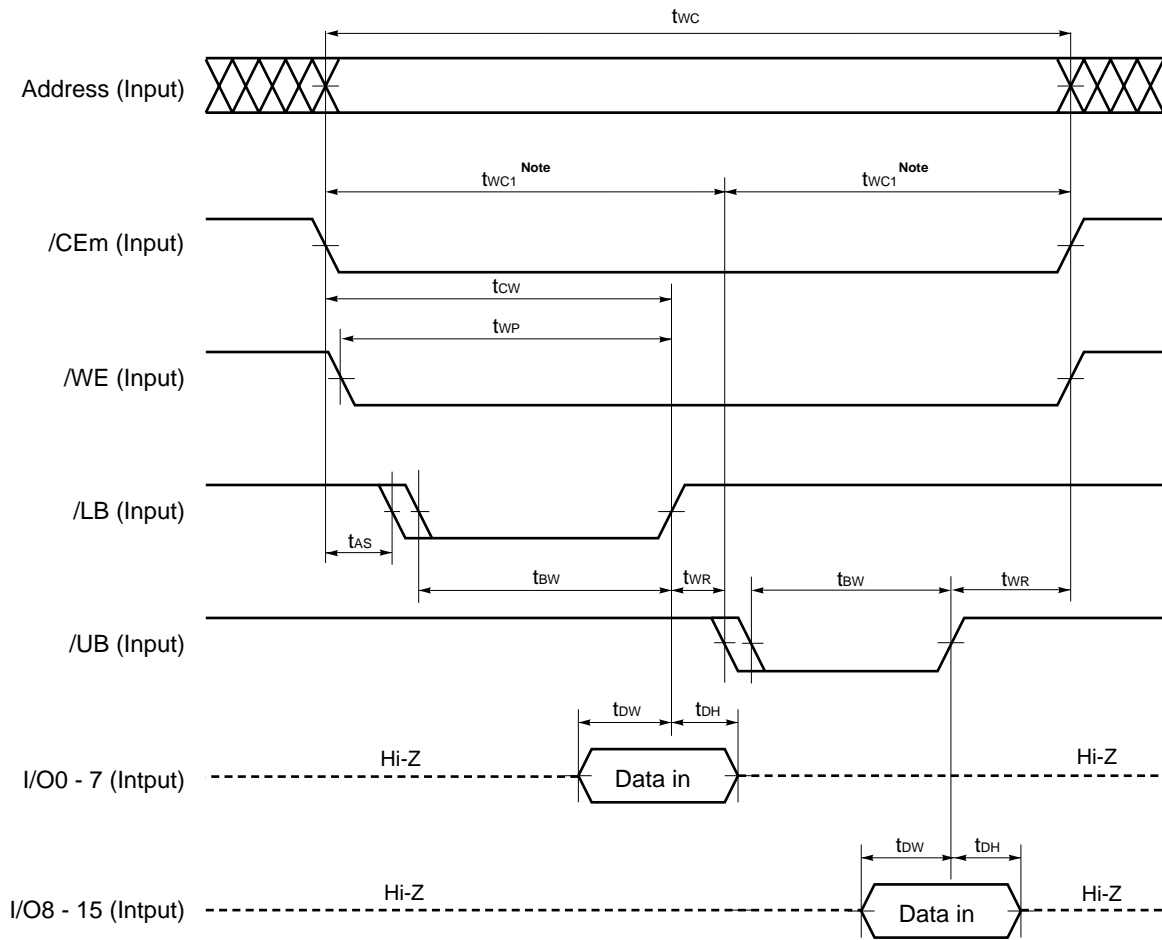 tWC
Address (Input)
tWC1 Note tWC1 Note
/CEm (Input)
tCW
tWP
/WE (Input)
/LB (Input)
tAS
tBW tWR tBW tWR
/UB (Input)
tDW tDH
Hi-Z Hi-Z
I/O0 - 7 (Intput) Data in
tDW tDH
Hi-Z Hi-Z
I/O8 - 15 (Intput) Data in